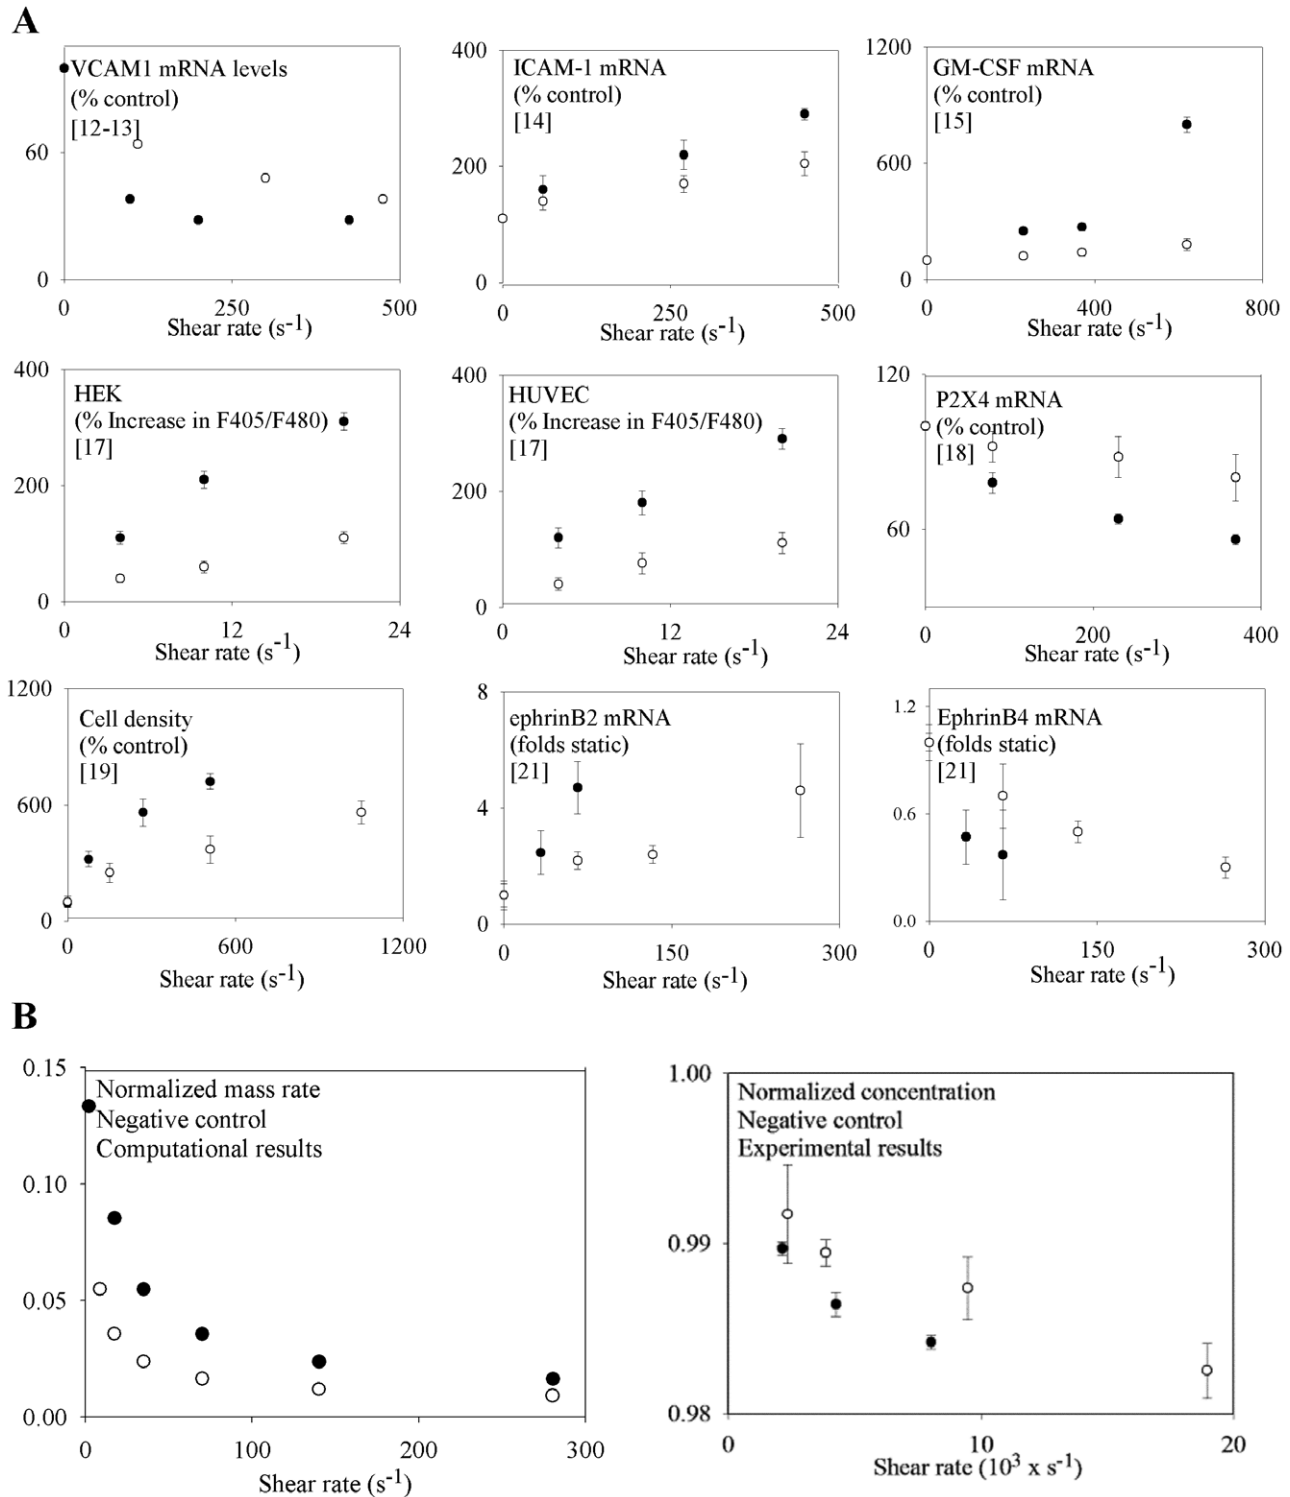 A
VCAM1 mRNA levels
(% control)
[12-13]
60
0
0 250 500
Shear rate (s-1)
400
ICAM-1 mRNA
(% control)
[14]
200
0
0 250 500
Shear rate (s-1)
1200
GM-CSF mRNA
(% control)
[15]
600
0
0 400 800
Shear rate (s-1)
400
HEK
(% Increase in F405/F480)
[17]
200
0
0 12 24
Shear rate (s-1)
400
HUVEC
(% Increase in F405/F480)
[17]
200
0
0 12 24
Shear rate (s-1)
120
P2X4 mRNA
(% control)
[18]
60
0 200 400
Shear rate (s-1)
1200
Cell density
(% control)
[19]
600
0
0 600 1200
Shear rate (s-1)
8
ephrinB2 mRNA
(folds static)
[21]
4
0
0 150 300
Shear rate (s-1)
1.2
EphrinB4 mRNA
(folds static)
[21]
0.6
0.0
0 150 300
Shear rate (s-1)
B
0.15
Normalized mass rate
Negative control
Computational results
0.10
0.05
0.00
0 100 200 300
Shear rate (s-1)
1.00
Normalized concentration
Negative control
Experimental results
0.99
0.98
0 10 20
Shear rate (103 x s-1)